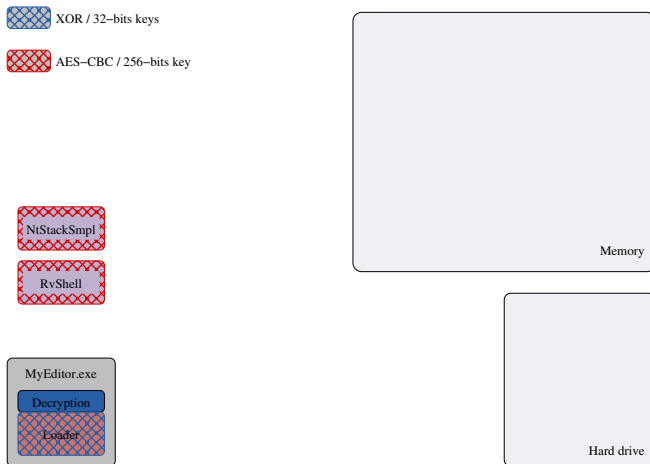 XOR / 32−bits keys
AES−CBC / 256−bits key
NtStackSmpl
Memory
RvShell
MyEditor.exe
Decryption
Loader
Hard drive